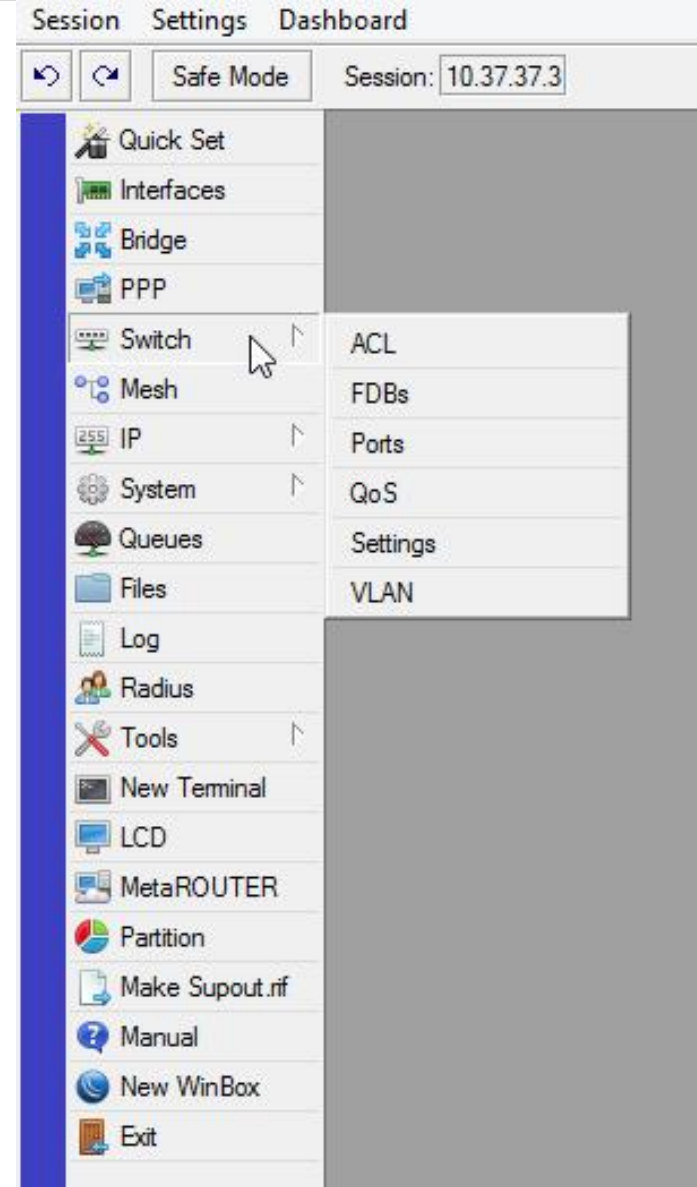 Session Settings Dashboard
Safe Mode Session: 10.37.37.3
Quick Set
Interfaces
Bridge
PPP
Switch
Mesh
255 IP
System
Queues
Files
Log
Radius
Tools
New Terminal
LCD
MetaROUTER
Partition
Make Supout.rif
Manual
New WinBox
Exit
ACL
FDBs
Ports
QoS
Settings
VLAN